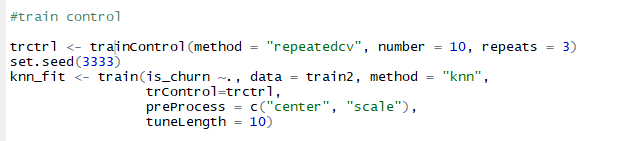 #train control
trctrl <- trainControl(method = "repeatedcv", number = 10, repeats = 3)
set.seed(3333)
knn_fit <- train(is_churn ~., data = train2, method = "knn",
                 trControl=trctrl,
                 preProcess = c("center", "scale"),
                 tuneLength = 10)